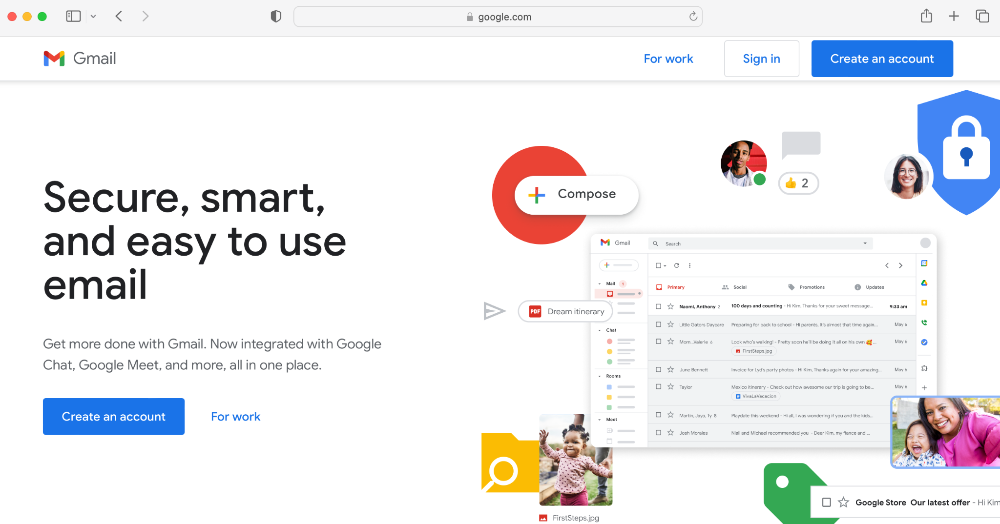 google.com
Gmail
For work
Sign in
Create an account
Secure, smart,
and easy to use
email
Get more done with Gmail. Now integrated with Google
Chat, Google Meet, and more, all in one place.
Create an account
For work
Compose
👍 2
PDF Dream itinerary
Gmail
Search
31
Mail 1
Chat
Rooms
Meet
Primary
Social
Promotions
Updates
Naomi, Anthony 2 100 days and counting - Hi Kim, Thanks for your sweet message... 9:33 am
Little Gators Daycare Preparing for back to school - Hi parents, It's almost that time again... May 6
Mom...Valerie 6 Look who's walking! - Pretty soon he'll be doing it all on his own 🥰 ... May 6
FirstSteps.jpg
June Bennett Invoice for Lyd's party photos - Hi Kim, Thanks again for your amazing... May 6
Taylor Mexico itinerary - Check out how awesome our trip is going to be... May 6
VivaLaVacacion
Martin, Jaya, Ty 8 Playdate this weekend - Hi all, I was wondering if you and the kids...
Josh Morales Niall and Michael recommended you - Dear Kim, my fiance and ...
FirstSteps.jpg
Google Store Our latest offer - Hi Kim